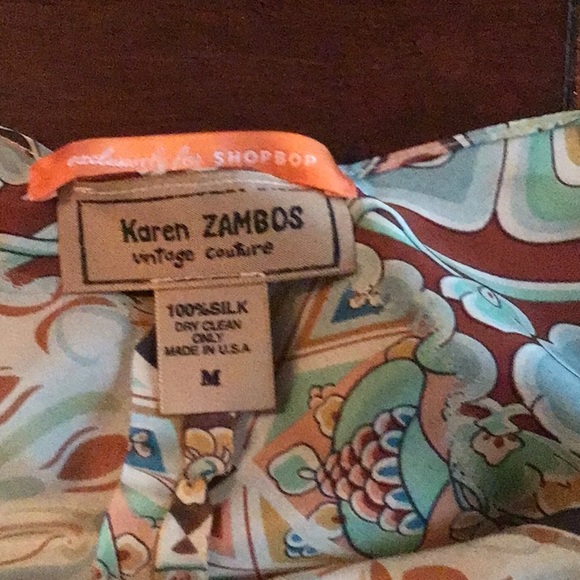 exclusively for SHOPBOP
Karen ZAMBOS
vintage couture
100%SILK
DRY CLEAN
ONLY
MADE IN U.S.A
M